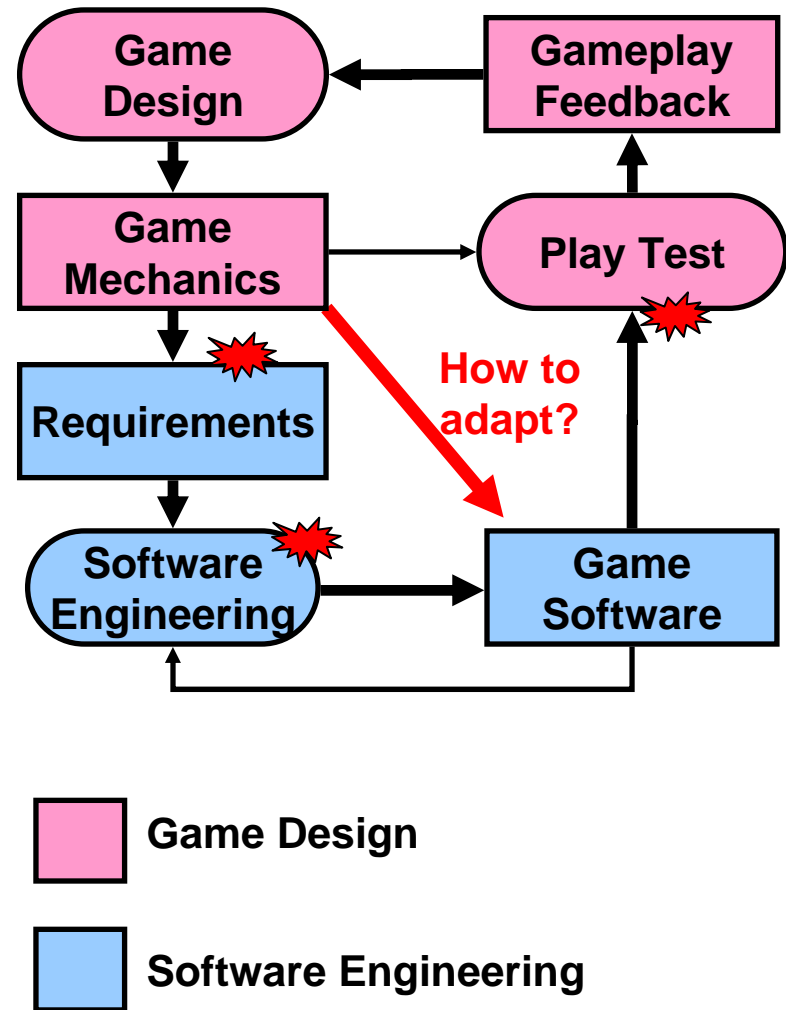 Game
Design
Gameplay
Feedback
Game
Mechanics
Play Test
How to
adapt?
Requirements
Software
Engineering
Game
Software
Game Design
Software Engineering